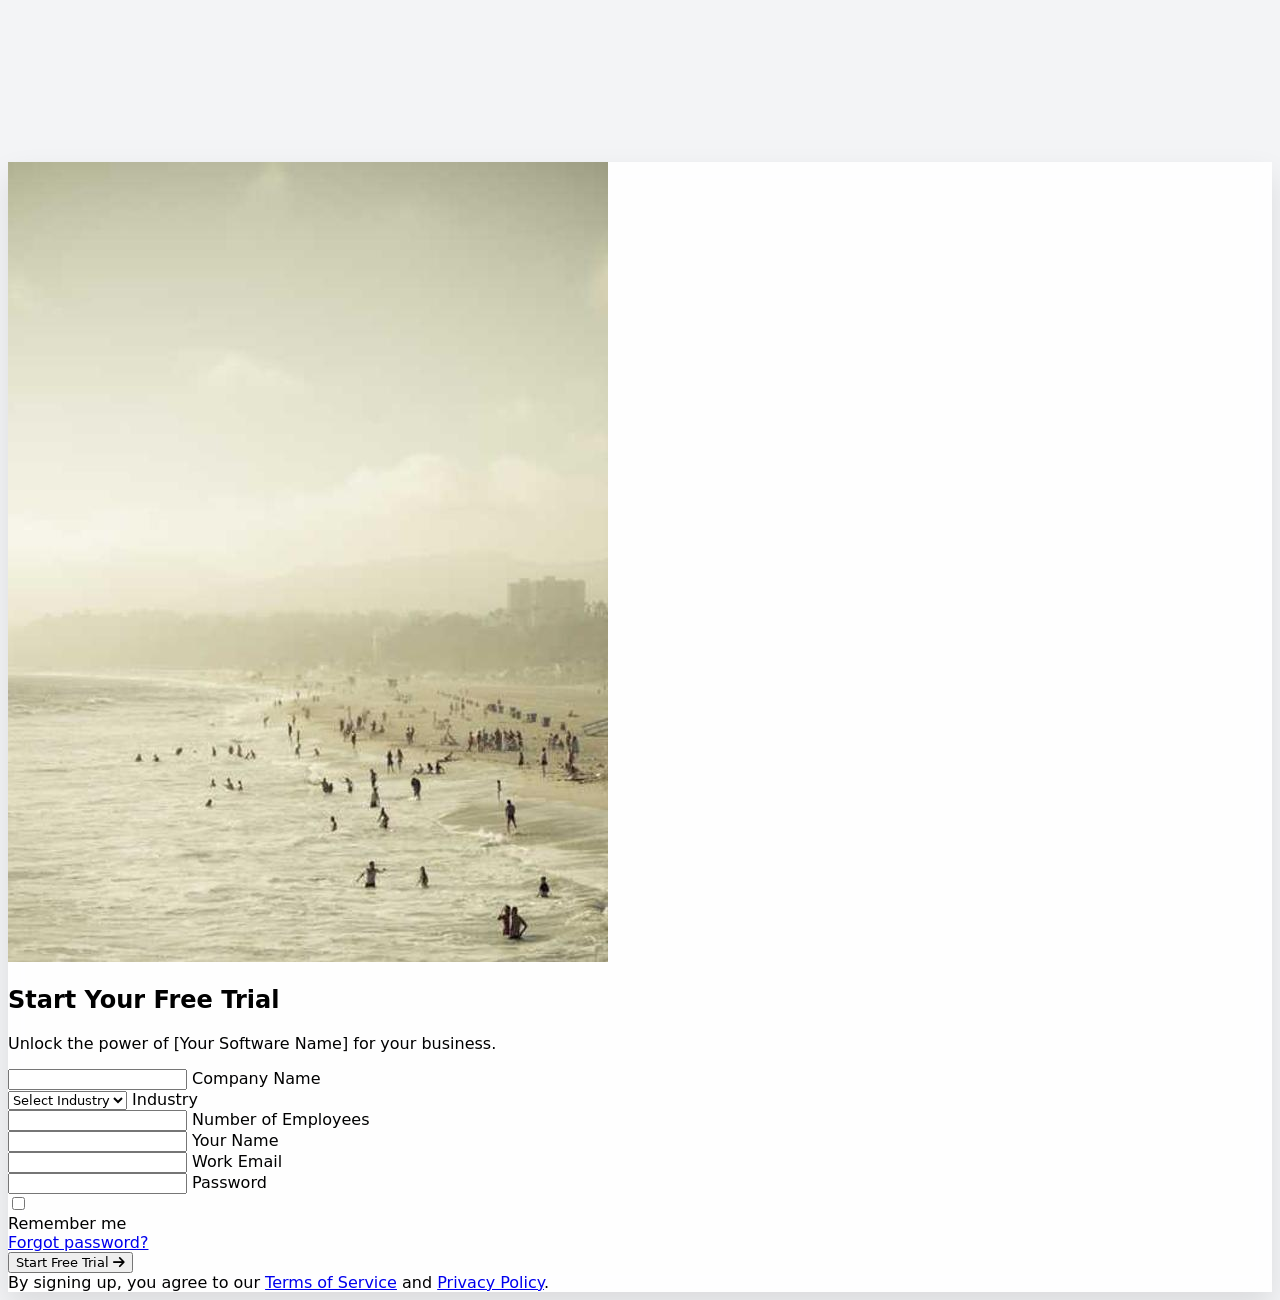 Start Your Free Trial
Unlock the power of [Your Software Name] for your business.
Company Name
Select Industry Industry
Number of Employees
Your Name
Work Email
Password
Remember me
Forgot password?
Start Free Trial
By signing up, you agree to our Terms of Service and Privacy Policy.